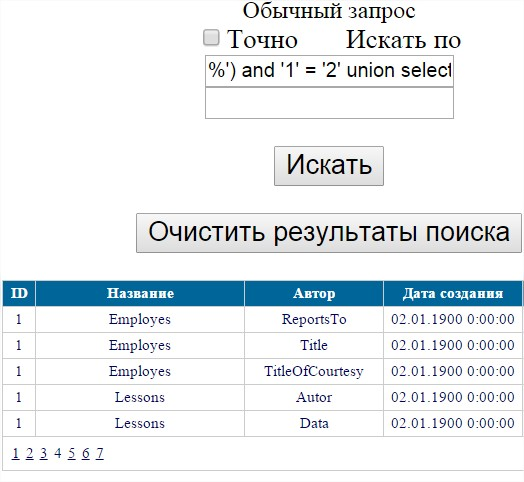 Обычный запрос
Точно Искать по
%') and '1' = '2' union select
Искать
Очистить результаты поиска
ID Название Автор Дата создания
1 Employes ReportsTo 02.01.1900 0:00:00
1 Employes Title 02.01.1900 0:00:00
1 Employes TitleOfCourtesy 02.01.1900 0:00:00
1 Lessons Autor 02.01.1900 0:00:00
1 Lessons Data 02.01.1900 0:00:00
1 2 3 4 5 6 7